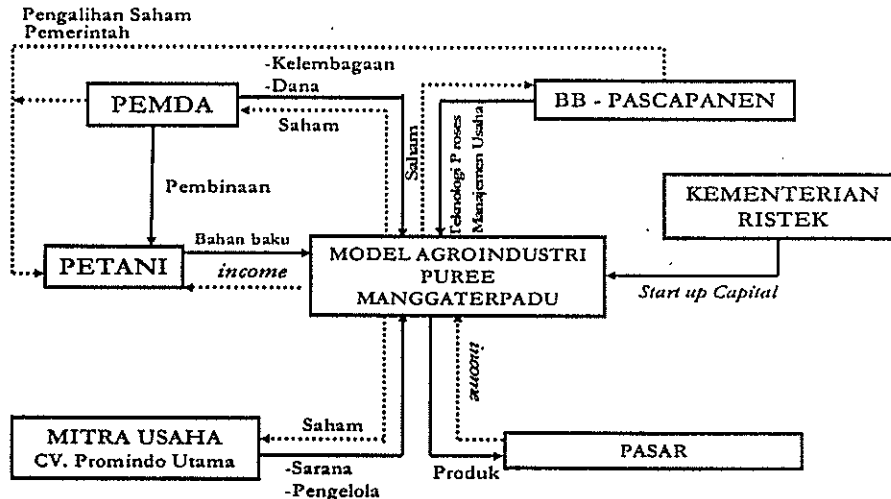 Pengalihan Saham
Pemerintah
-Kelembagaan
-Dana
PEMDA
Saham
BB - PASCAPANEN
Saham
Teknologi Proses
Manajemen Usaha
Pembinaan
KEMENTERIAN
RISTEK
Bahan baku
PETANI
income
MODEL AGROINDUSTRI
PUREE
MANGGATERPADU
Start up Capital
income
Saham
MITRA USAHA
CV. Promindo Utama
-Sarana
-Pengelola
Produk
PASAR